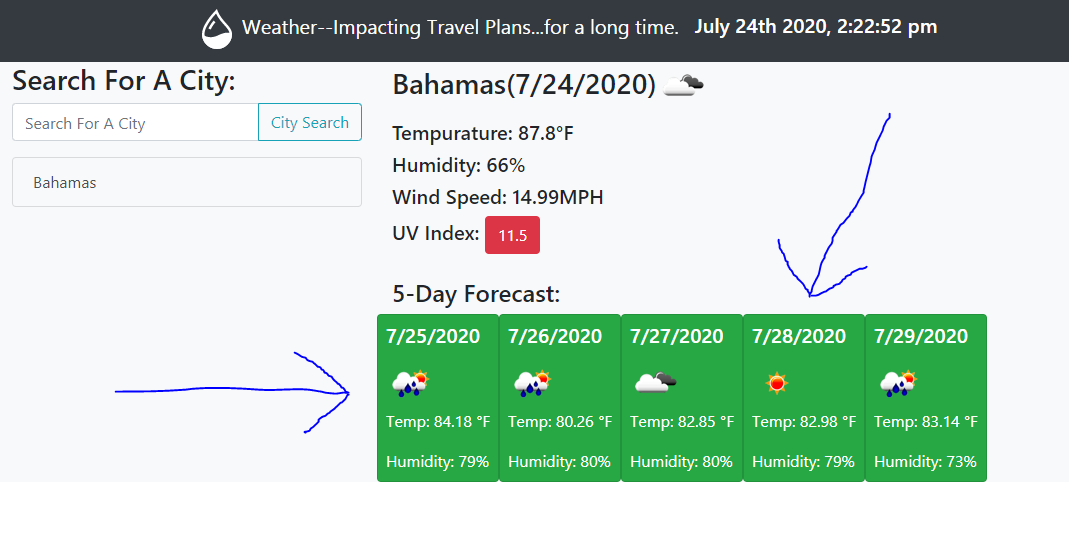 Weather--Impacting Travel Plans...for a long time. July 24th 2020, 2:22:52 pm
Search For A City:
Search For A City City Search
Bahamas
Bahamas(7/24/2020)
Tempurature: 87.8°F
Humidity: 66%
Wind Speed: 14.99MPH
UV Index: 11.5
5-Day Forecast:
7/25/2020 7/26/2020 7/27/2020 7/28/2020 7/29/2020
Temp: 84.18 °F Temp: 80.26 °F Temp: 82.85 °F Temp: 82.98 °F Temp: 83.14 °F
Humidity: 79% Humidity: 80% Humidity: 80% Humidity: 79% Humidity: 73%